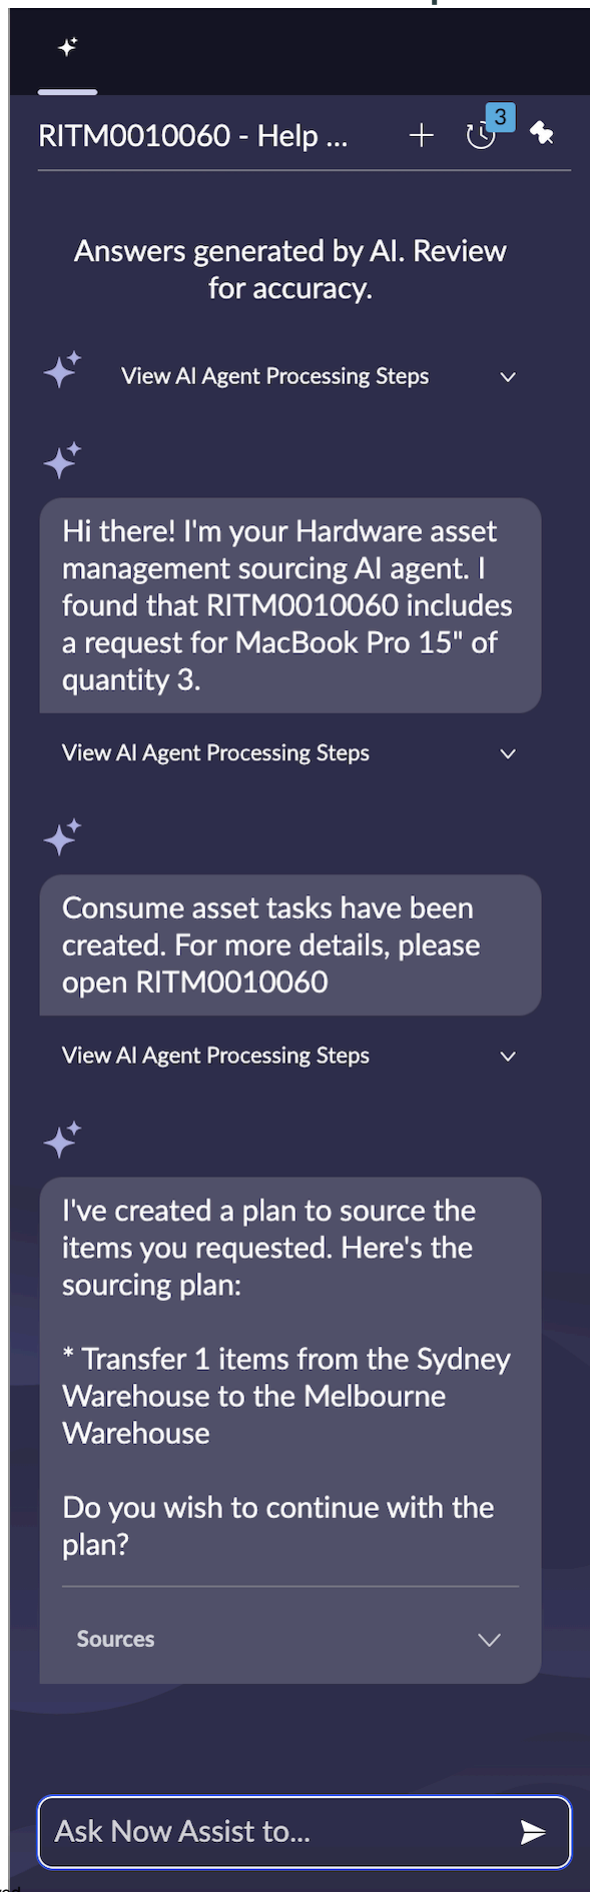 RITM0010060 - Help ...
3
Answers generated by AI. Review
for accuracy.
View AI Agent Processing Steps
Hi there! I'm your Hardware asset
management sourcing AI agent. I
found that RITM0010060 includes
a request for MacBook Pro 15" of
quantity 3.
View AI Agent Processing Steps
Consume asset tasks have been
created. For more details, please
open RITM0010060
View AI Agent Processing Steps
I've created a plan to source the
items you requested. Here's the
sourcing plan:
* Transfer 1 items from the Sydney
Warehouse to the Melbourne
Warehouse
Do you wish to continue with the
plan?
Sources
Ask Now Assist to...